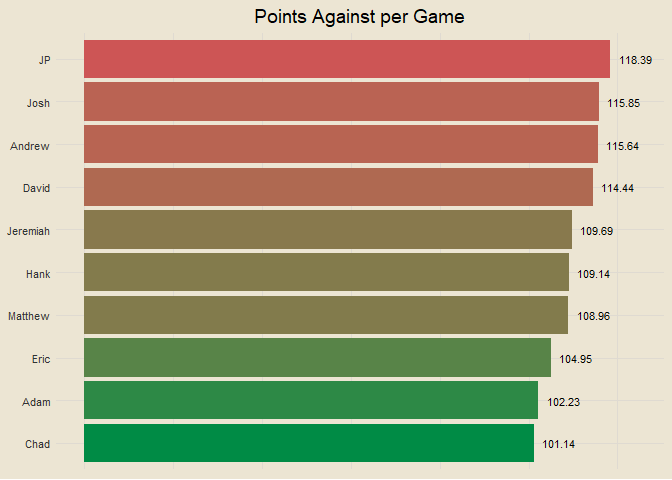 Points Against per Game
JP 118.39
Josh 115.85
Andrew 115.64
David 114.44
Jeremiah 109.69
Hank 109.14
Matthew 108.96
Eric 104.95
Adam 102.23
Chad 101.14